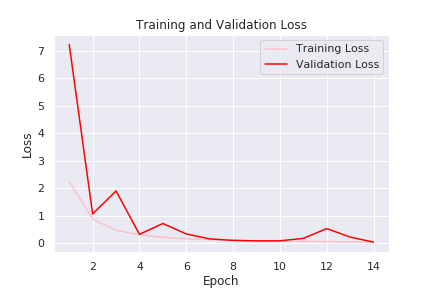 Training and Validation Loss
Training Loss
Validation Loss
7
6
5
4
3
2
1
0
Loss
2 4 6 8 10 12 14
Epoch